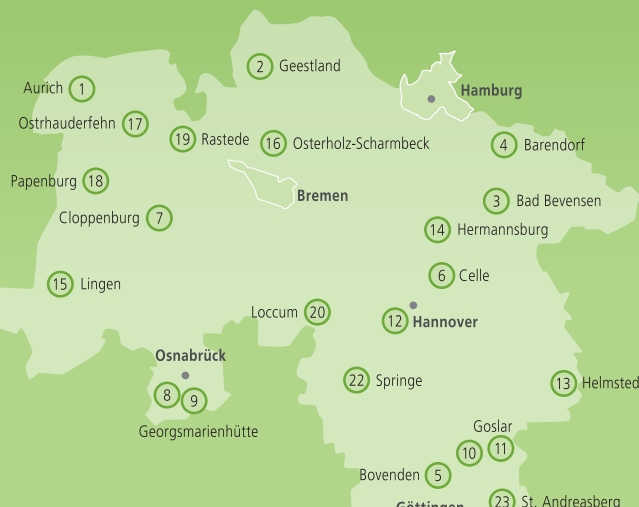 2 Geestland
Aurich 1
Hamburg
Ostrhauderfehn 17
19 Rastede
16 Osterholz-Scharmbeck
4 Barendorf
Papenburg 18
Bremen
3 Bad Bevensen
Cloppenburg 7
14 Hermannsburg
6 Celle
15 Lingen
Loccum 20
12 Hannover
Osnabrück
22 Springe
13 Helmsted
8 9
Georgsmarienhütte
Goslar
10 11
Bovenden 5
23 St. Andreasberg
Göttingen